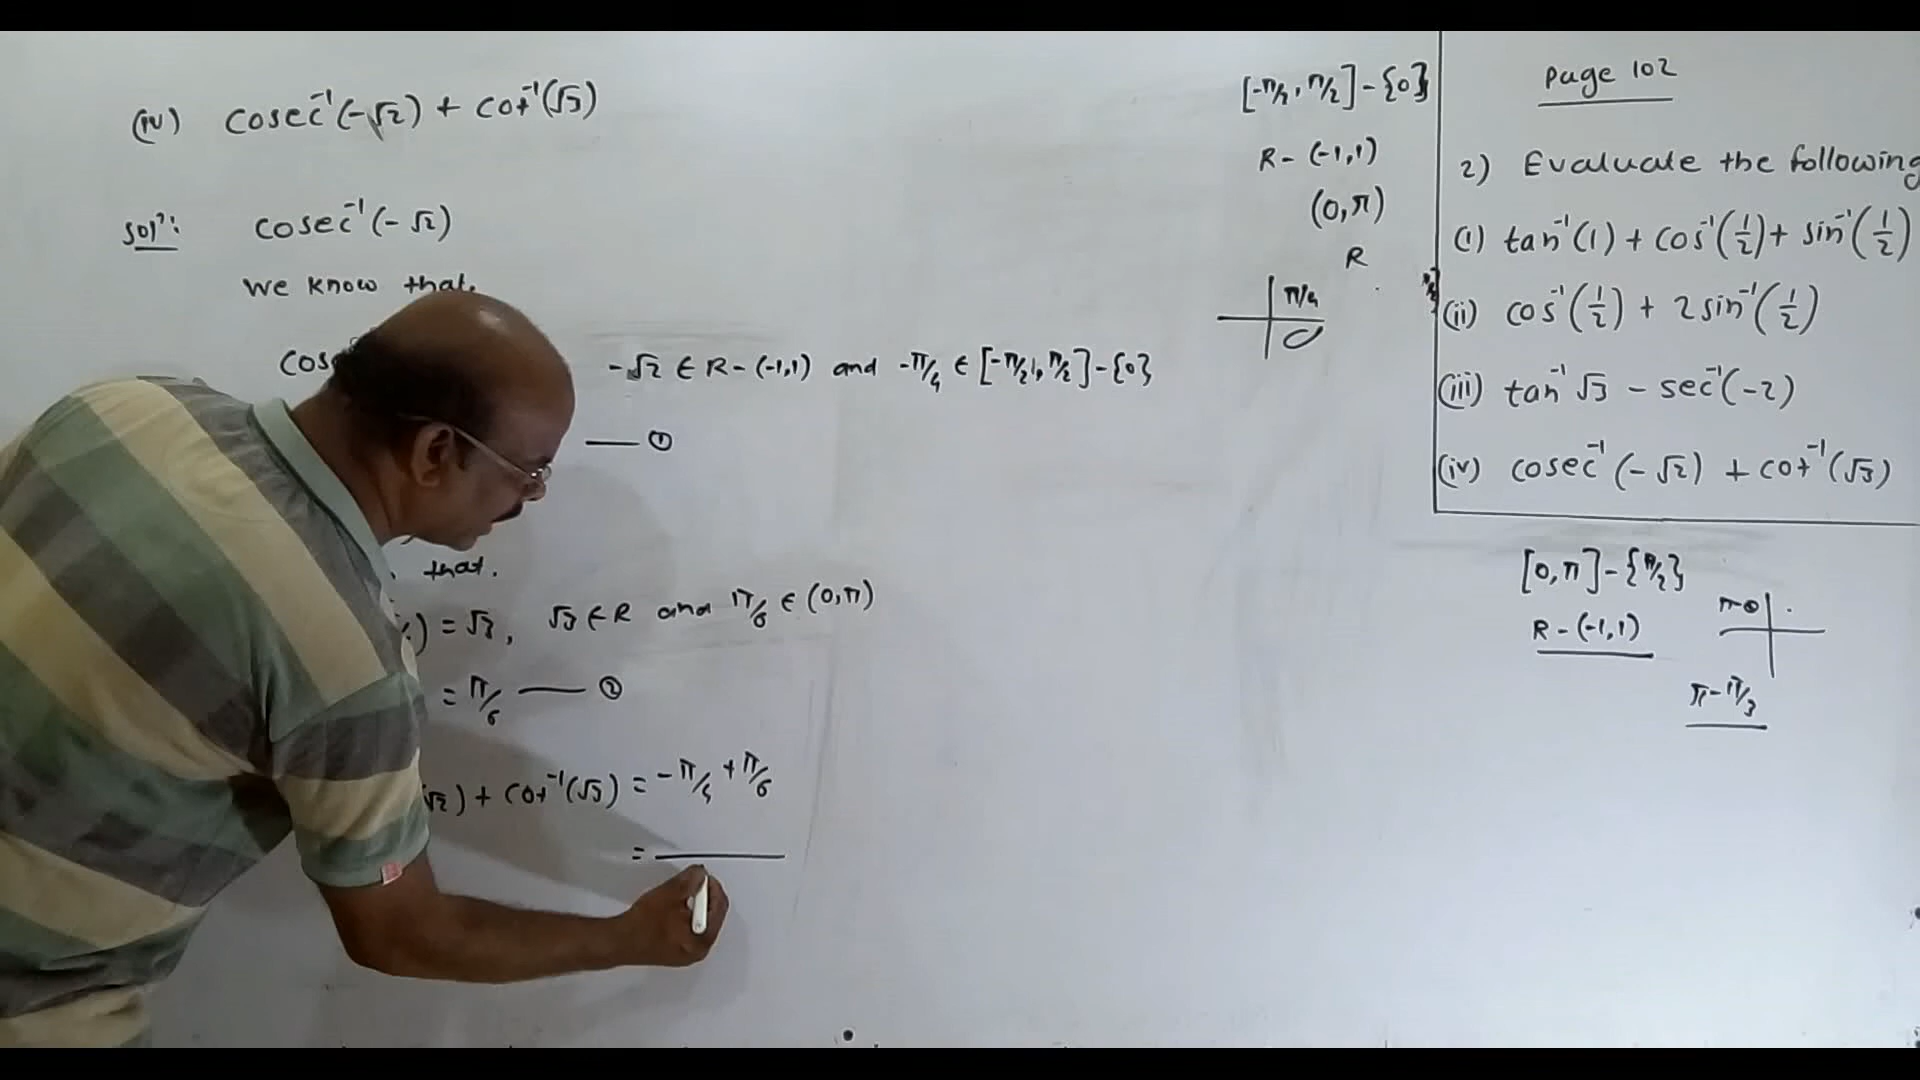 (iv) cosec⁻¹(-√2) + cot⁻¹(√3)
Solⁿ: cosec⁻¹(-√2)
we know that.
cose
-√2 ∈ R - (-1,1) and -π/4 ∈ [-π/2, π/2] - {0}
—— ①
that.
) = √3, √3 ∈ R and π/6 ∈ (0,π)
= π/6 —— ②
√2) + cot⁻¹(√3) = -π/4 + π/6
=
[-π/2, π/2] - {0}
R - (-1,1)
(0,π)
R
π/4
Page 102
2) Evaluate the following
(i) tan⁻¹(1) + cos⁻¹(1/2) + sin⁻¹(1/2)
(ii) cos⁻¹(1/2) + 2 sin⁻¹(1/2)
(iii) tan⁻¹ √3 - sec⁻¹(-2)
(iv) cosec⁻¹(-√2) + cot⁻¹(√3)
[0,π] - {π/2}
R - (-1,1)
π-θ
π - π/3